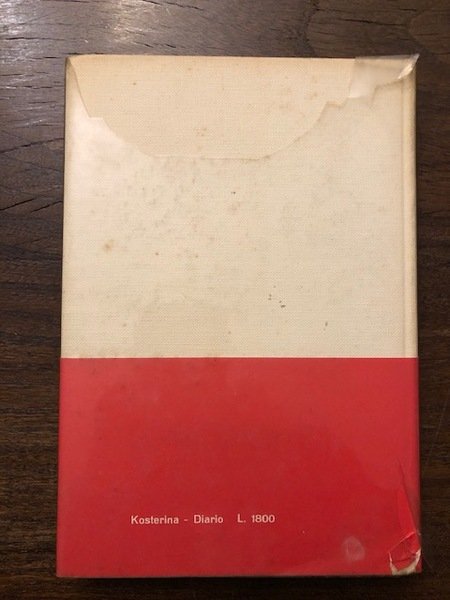 Kosterina - Diario L. 1800